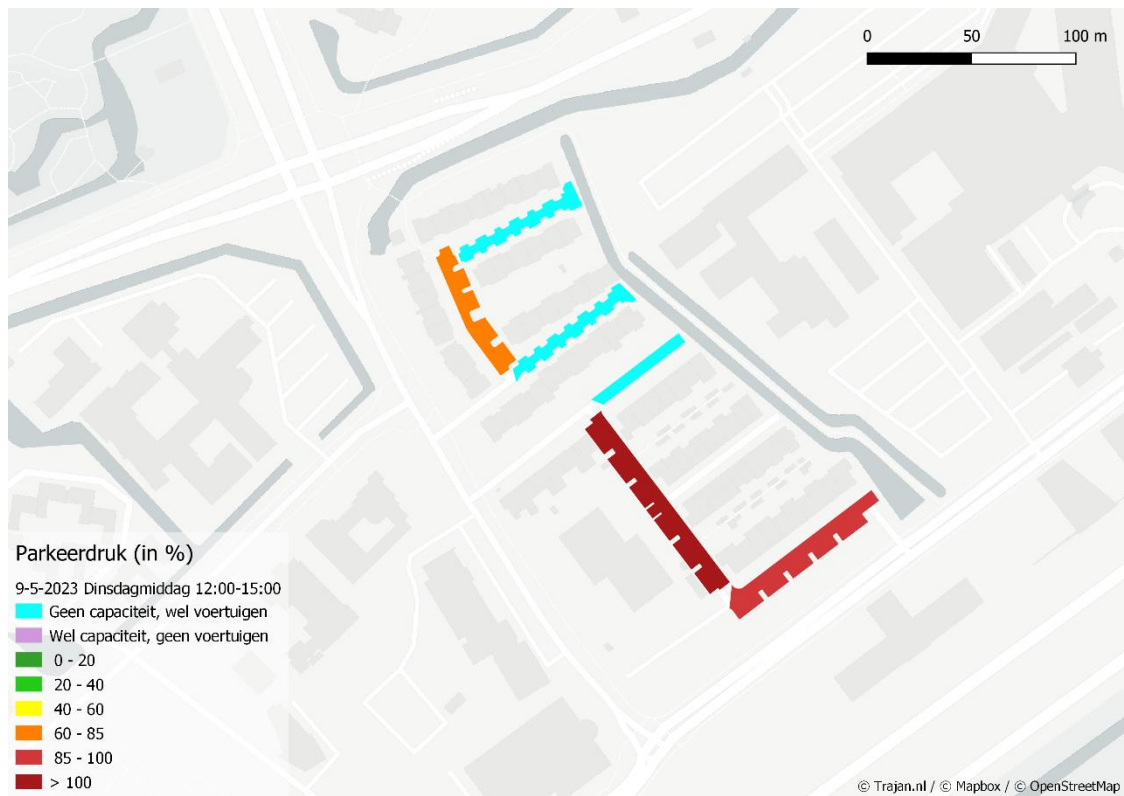 0 50 100 m
Parkeerdruk (in %)
9-5-2023 Dinsdagmiddag 12:00-15:00
Geen capaciteit, wel voertuigen
Wel capaciteit, geen voertuigen
0 - 20
20 - 40
40 - 60
60 - 85
85 - 100
> 100
© Trajan.nl / © Mapbox / © OpenStreetMap